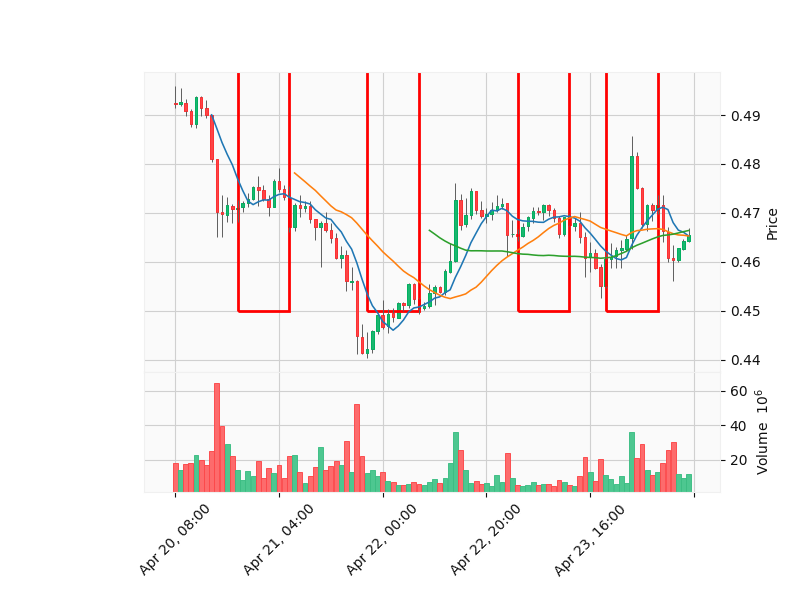 0.49
0.48
0.47
0.46
0.45
0.44
Price
60
40
20
Volume 10^6
Apr 20, 08:00
Apr 21, 04:00
Apr 22, 00:00
Apr 22, 20:00
Apr 23, 16:00